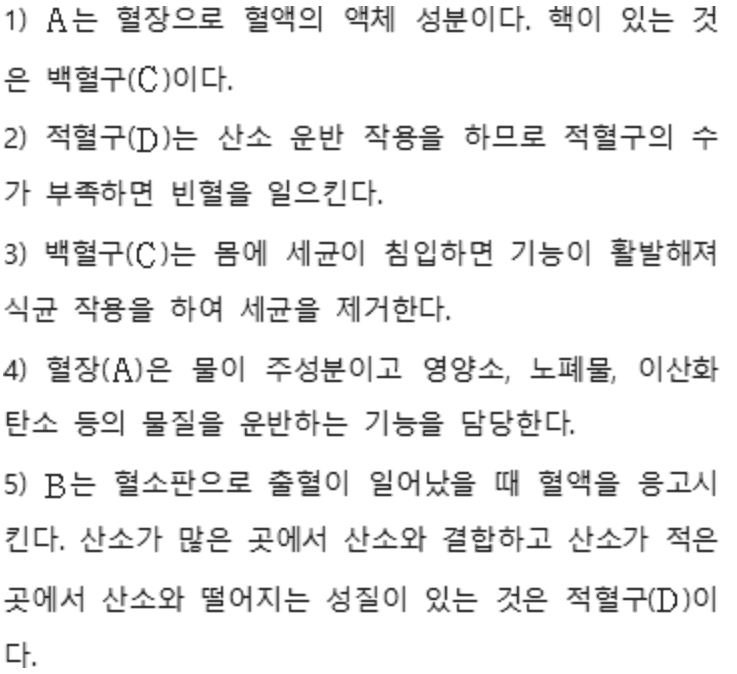 1) A는 혈장으로 혈액의 액체 성분이다. 핵이 있는 것
은 백혈구(C)이다.
2) 적혈구(D)는 산소 운반 작용을 하므로 적혈구의 수
가 부족하면 빈혈을 일으킨다.
3) 백혈구(C)는 몸에 세균이 침입하면 기능이 활발해져
식균 작용을 하여 세균을 제거한다.
4) 혈장(A)은 물이 주성분이고 영양소, 노폐물, 이산화
탄소 등의 물질을 운반하는 기능을 담당한다.
5) B는 혈소판으로 출혈이 일어났을 때 혈액을 응고시
킨다. 산소가 많은 곳에서 산소와 결합하고 산소가 적은
곳에서 산소와 떨어지는 성질이 있는 것은 적혈구(D)이
다.